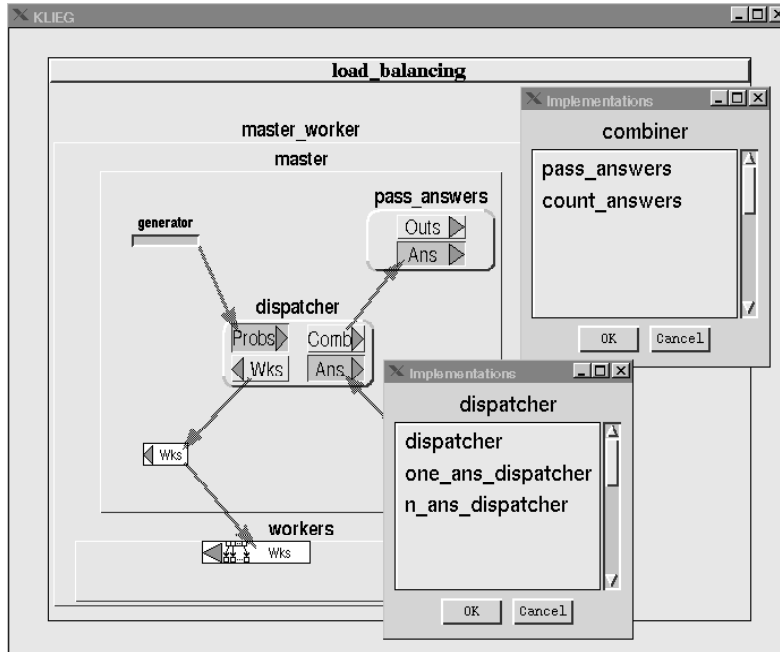 KLIEG
load_balancing
master_worker
master
generator
pass_answers
Outs
Ans
dispatcher
Probs
Comb
Wks
Ans
Wks
workers
Wks
Implementations
combiner
pass_answers
count_answers
OK Cancel
Implementations
dispatcher
dispatcher
one_ans_dispatcher
n_ans_dispatcher
OK Cancel